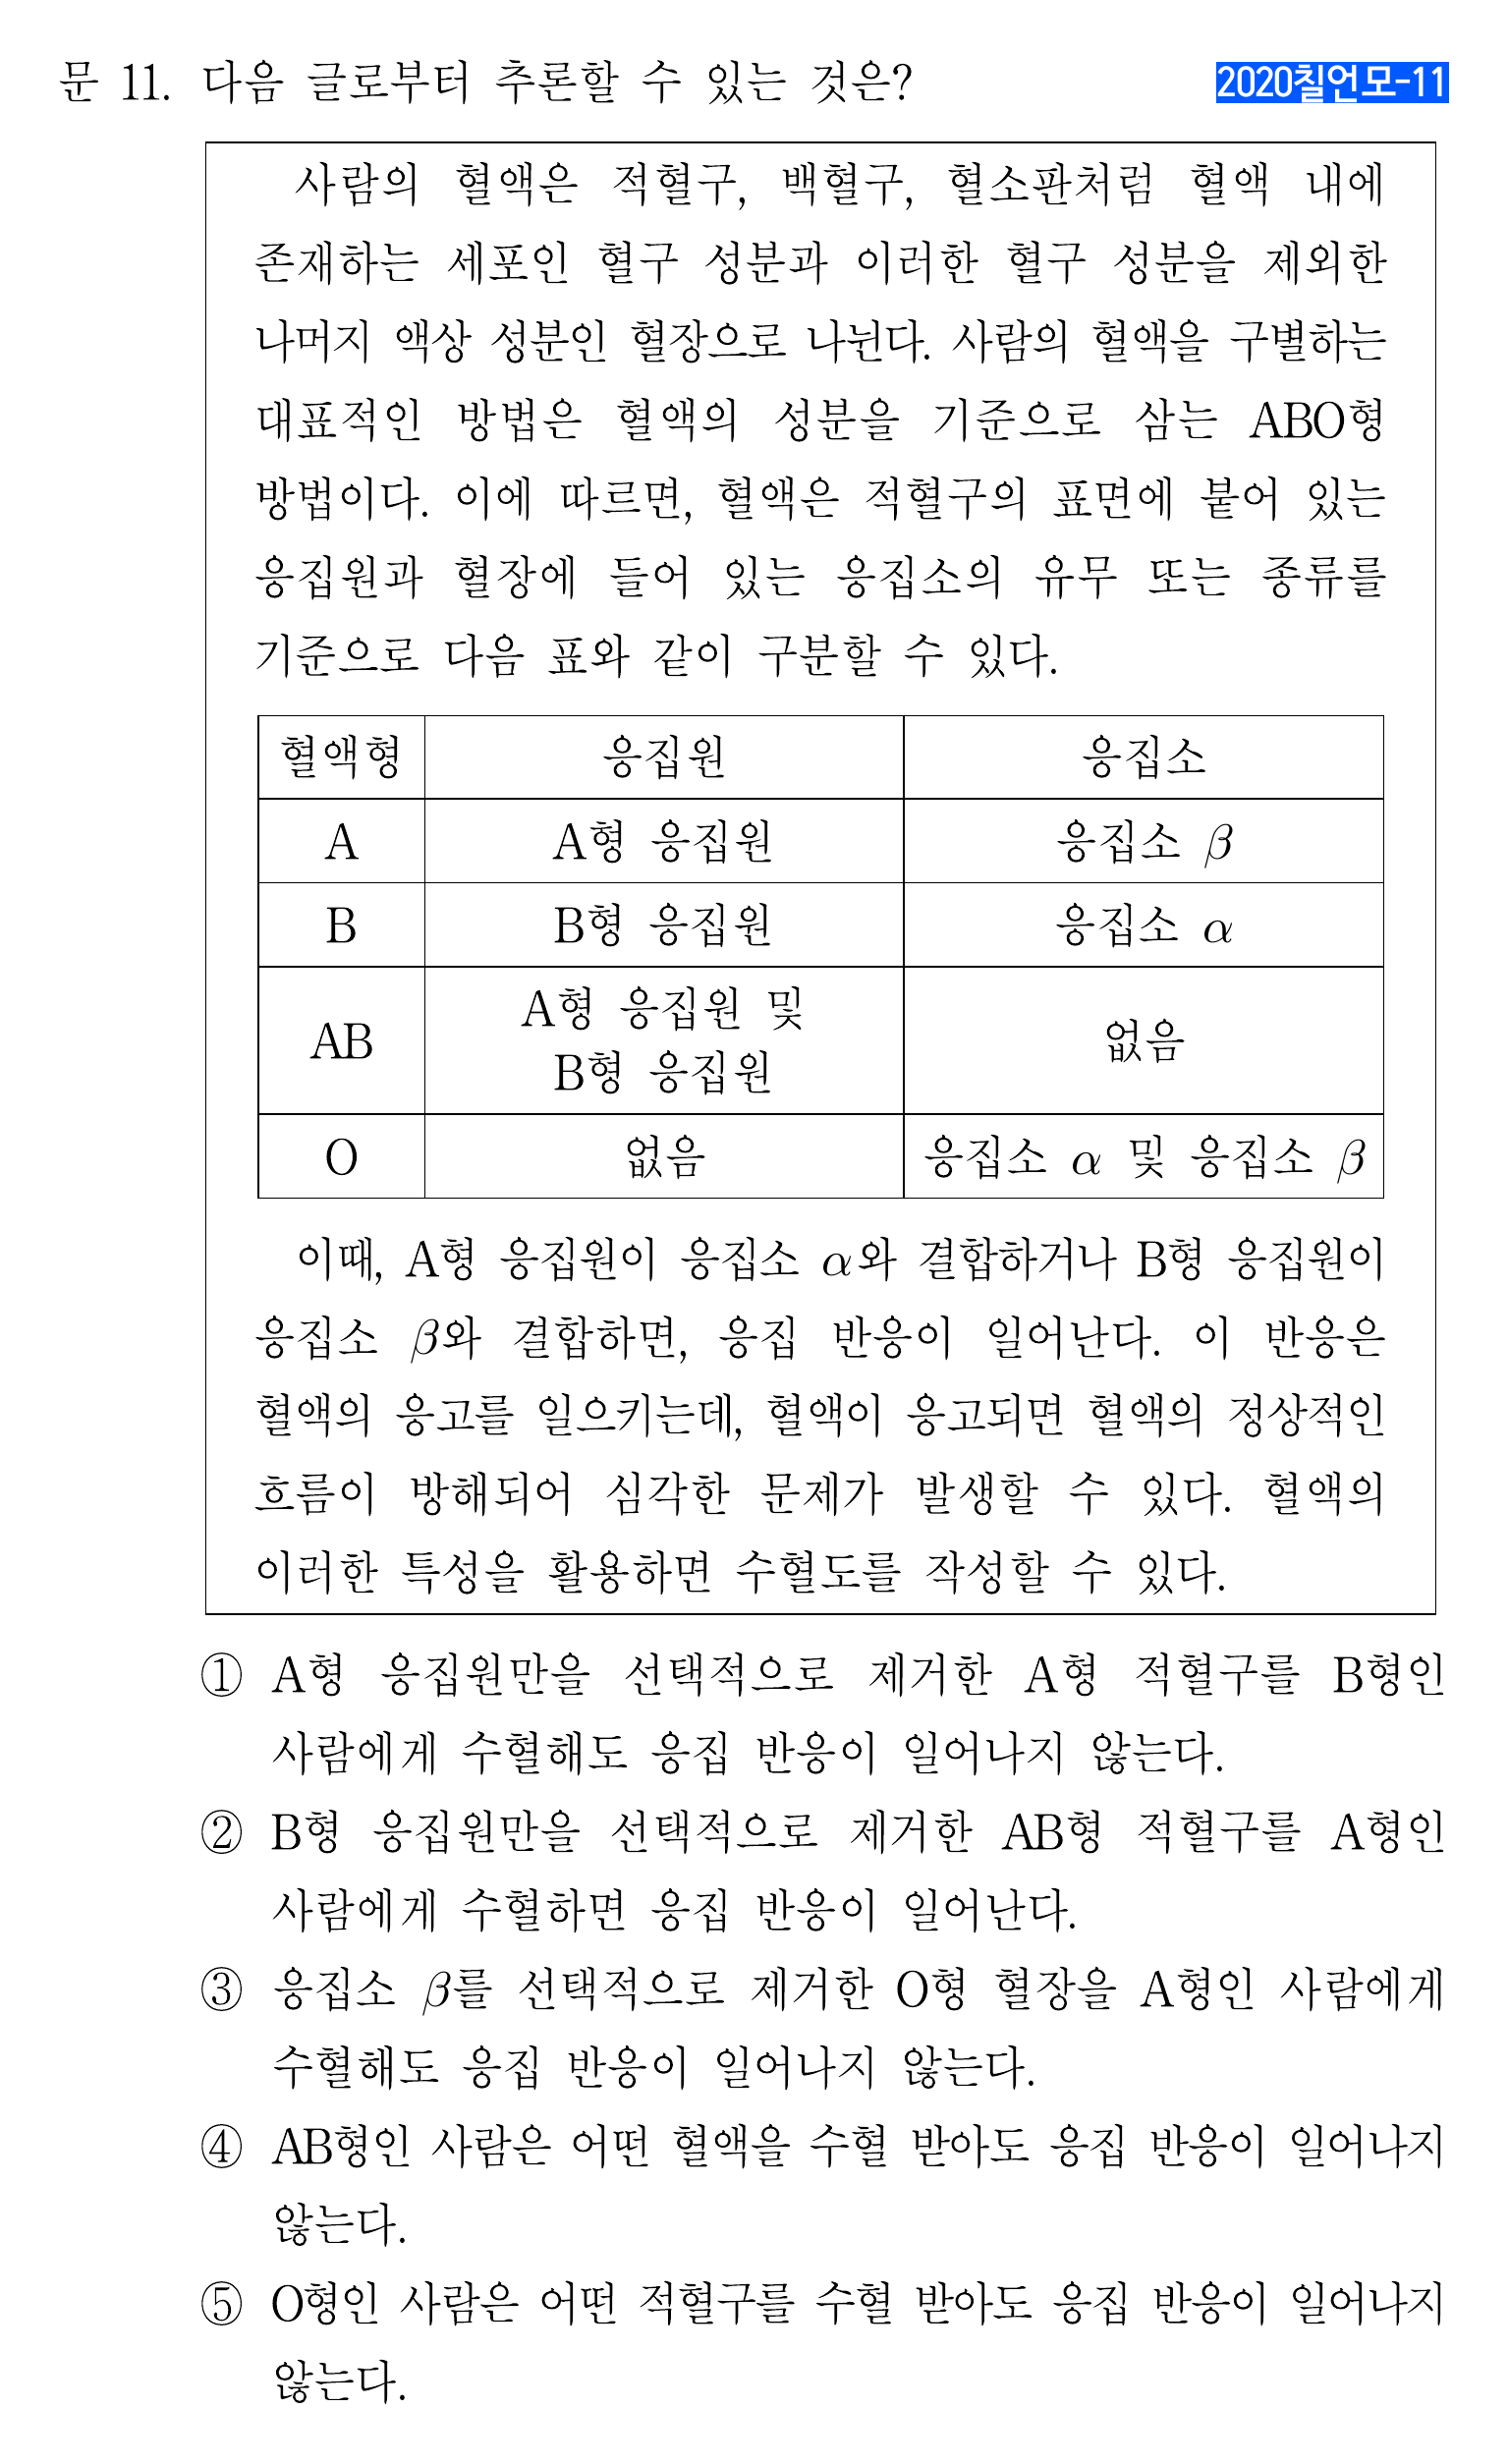 문 11. 다음 글로부터 추론할 수 있는 것은?
2020칠언모-11
사람의 혈액은 적혈구, 백혈구, 혈소판처럼 혈액 내에
존재하는 세포인 혈구 성분과 이러한 혈구 성분을 제외한
나머지 액상 성분인 혈장으로 나뉜다. 사람의 혈액을 구별하는
대표적인 방법은 혈액의 성분을 기준으로 삼는 ABO형
방법이다. 이에 따르면, 혈액은 적혈구의 표면에 붙어 있는
응집원과 혈장에 들어 있는 응집소의 유무 또는 종류를
기준으로 다음 표와 같이 구분할 수 있다.
혈액형 응집원 응집소
A A형 응집원 응집소 β
B B형 응집원 응집소 α
AB A형 응집원 및 없음
B형 응집원
O 없음 응집소 α 및 응집소 β
이때, A형 응집원이 응집소 α와 결합하거나 B형 응집원이
응집소 β와 결합하면, 응집 반응이 일어난다. 이 반응은
혈액의 응고를 일으키는데, 혈액이 응고되면 혈액의 정상적인
흐름이 방해되어 심각한 문제가 발생할 수 있다. 혈액의
이러한 특성을 활용하면 수혈도를 작성할 수 있다.
① A형 응집원만을 선택적으로 제거한 A형 적혈구를 B형인
사람에게 수혈해도 응집 반응이 일어나지 않는다.
② B형 응집원만을 선택적으로 제거한 AB형 적혈구를 A형인
사람에게 수혈하면 응집 반응이 일어난다.
③ 응집소 β를 선택적으로 제거한 O형 혈장을 A형인 사람에게
수혈해도 응집 반응이 일어나지 않는다.
④ AB형인 사람은 어떤 혈액을 수혈 받아도 응집 반응이 일어나지
않는다.
⑤ O형인 사람은 어떤 적혈구를 수혈 받아도 응집 반응이 일어나지
않는다.